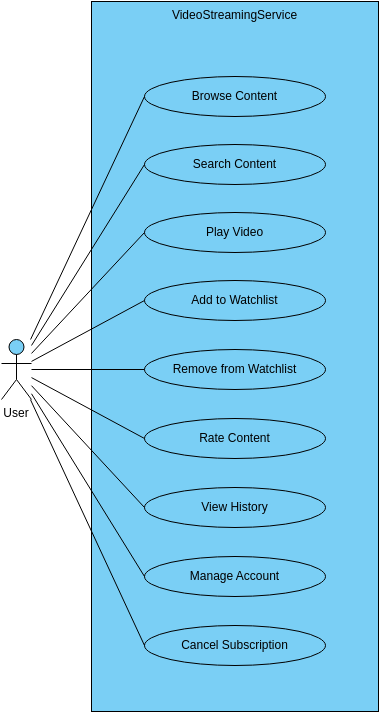 VideoStreamingService
Browse Content
Search Content
Play Video
Add to Watchlist
Remove from Watchlist
User
Rate Content
View History
Manage Account
Cancel Subscription